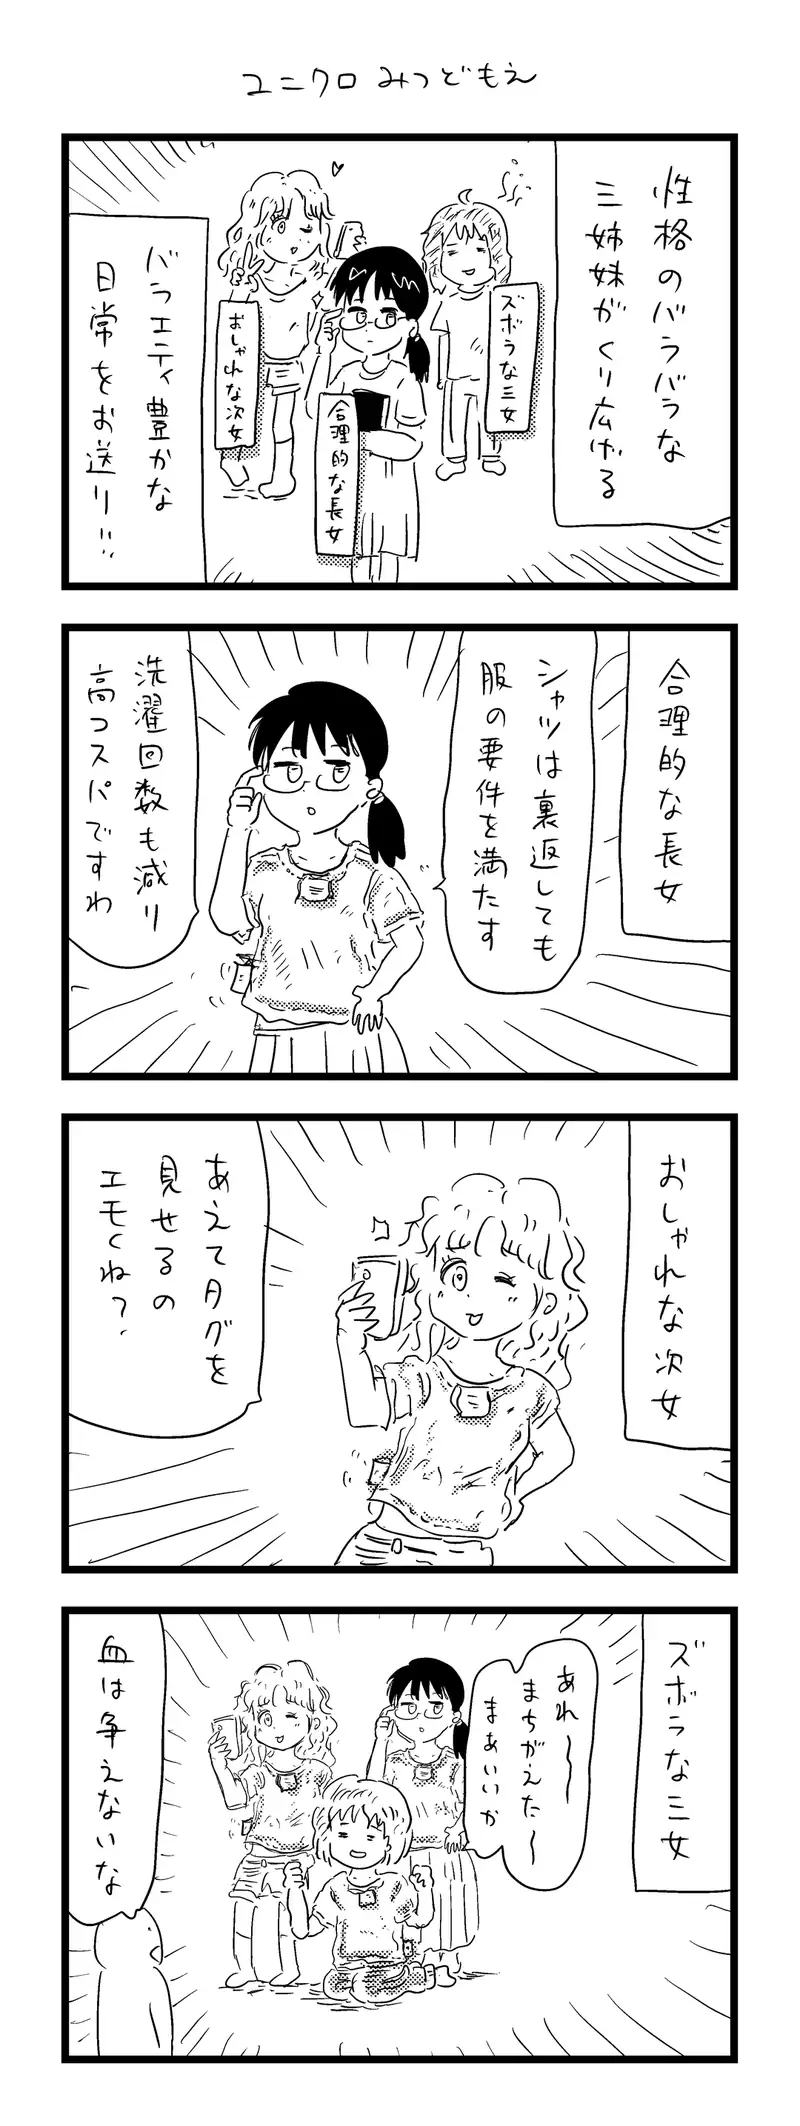 ユニクロ みつどもえ
性格のバラバラな
三姉妹がくり広げる
ズボラな三女
合理的な長女
おしゃれな次女
バラエティ豊かな
日常をお送り!!
合理的な長女
シャツは裏返しても
服の要件を満たす
洗濯回数も減り
高コスパですわ
おしゃれな次女
あえてタグを
見せるの
エモくね?
ズボラな三女
あれ〜〜
まちがえた〜
まあいいか
血は争えないな